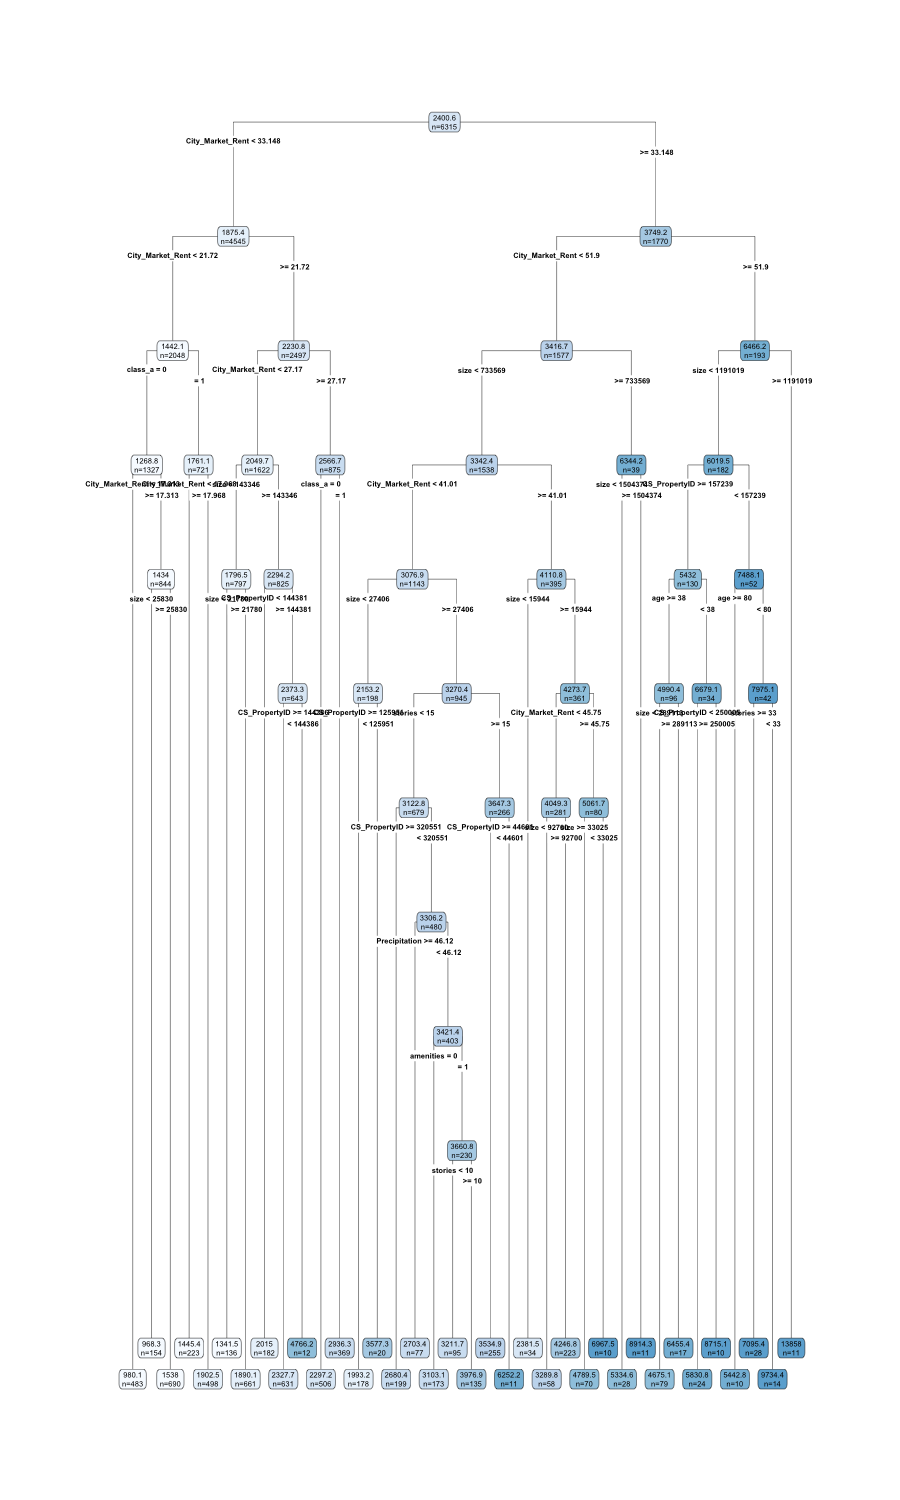 2400.6
n=6315
City_Market_Rent < 33.148
>= 33.148
1875.4
n=4545
3749.2
n=1770
City_Market_Rent < 21.72
>= 21.72
City_Market_Rent < 51.9
>= 51.9
1442.1
n=2048
2230.8
n=2497
3416.7
n=1577
6466.2
n=193
class_a = 0
= 1
City_Market_Rent < 27.17
>= 27.17
size < 733569
>= 733569
size < 1191019
>= 1191019
1268.8
n=1327
1761.1
n=721
2049.7
n=1622
2566.7
n=875
3342.4
n=1538
6344.2
n=39
6019.5
n=182
>= 17.313
>= 17.968
>= 143346
class_a = 0
= 1
City_Market_Rent < 41.01
>= 41.01
size < 1504374
>= 1504374
CS_PropertyID >= 157239
< 157239
1434
n=844
1796.5
n=797
2294.2
n=825
3076.9
n=1143
4110.8
n=395
5432
n=130
7488.1
n=52
size < 25830
>= 25830
size < 21780
>= 21780
CS_PropertyID < 144381
>= 144381
size < 27406
>= 27406
size < 15944
>= 15944
age >= 38
< 38
age >= 80
< 80
2373.3
n=643
2153.2
n=198
3270.4
n=945
4273.7
n=361
4990.4
n=96
6679.1
n=34
7975.1
n=42
CS_PropertyID >= 144386
< 144386
CS_PropertyID >= 125951
< 125951
stories < 15
>= 15
City_Market_Rent < 45.75
>= 45.75
size < 289113
>= 289113
CS_PropertyID < 250005
>= 250005
stories >= 33
< 33
3122.8
n=679
3647.3
n=266
4049.3
n=281
5061.7
n=80
CS_PropertyID >= 320551
< 320551
CS_PropertyID >= 44601
< 44601
size < 92700
>= 92700
size >= 33025
< 33025
3306.2
n=480
Precipitation >= 46.12
< 46.12
3421.4
n=403
amenities = 0
= 1
3660.8
n=230
stories < 10
>= 10
968.3
n=154
1445.4
n=223
1341.5
n=136
2015
n=182
4766.2
n=12
2936.3
n=369
3577.3
n=20
2703.4
n=77
3211.7
n=95
3534.9
n=255
2381.5
n=34
4246.8
n=223
6967.5
n=10
8914.3
n=11
6455.4
n=17
8715.1
n=10
7095.4
n=28
13858
n=11
980.1
n=483
1538
n=690
1902.5
n=498
1890.1
n=661
2327.7
n=631
2297.2
n=506
1993.2
n=178
2680.4
n=199
3103.1
n=173
3976.9
n=135
6252.2
n=11
3289.8
n=58
4789.5
n=70
5334.6
n=28
4675.1
n=79
5830.8
n=24
5442.8
n=10
9734.4
n=14